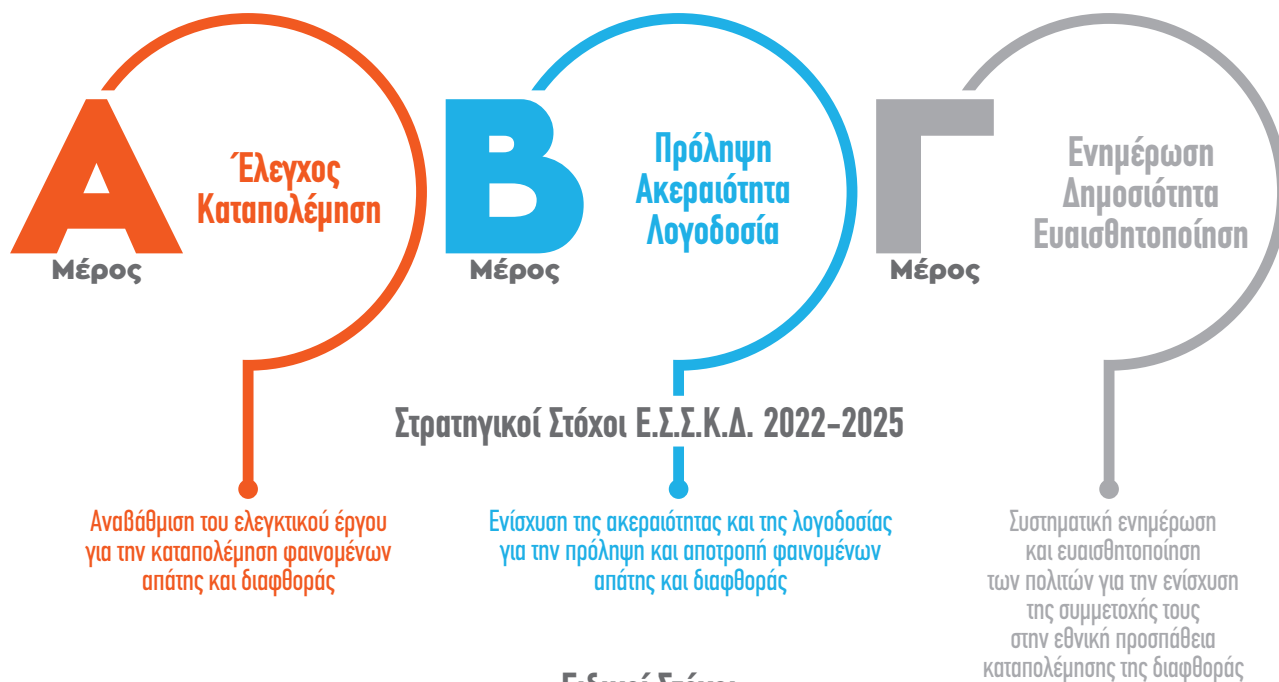 Α
Μέρος
Έλεγχος
Καταπολέμηση
Β
Μέρος
Πρόληψη
Ακεραιότητα
Λογοδοσία
Γ
Μέρος
Ενημέρωση
Δημοσιότητα
Ευαισθητοποίηση
Στρατηγικοί Στόχοι Ε.Σ.Σ.Κ.Δ. 2022-2025
Αναβάθμιση του ελεγκτικού έργου
για την καταπολέμηση φαινομένων
απάτης και διαφθοράς
Ενίσχυση της ακεραιότητας και της λογοδοσίας
για την πρόληψη και αποτροπή φαινομένων
απάτης και διαφθοράς
Συστηματική ενημέρωση
και ευαισθητοποίηση
των πολιτών για την ενίσχυση
της συμμετοχής τους
στην εθνική προσπάθεια
καταπολέμησης της διαφθοράς